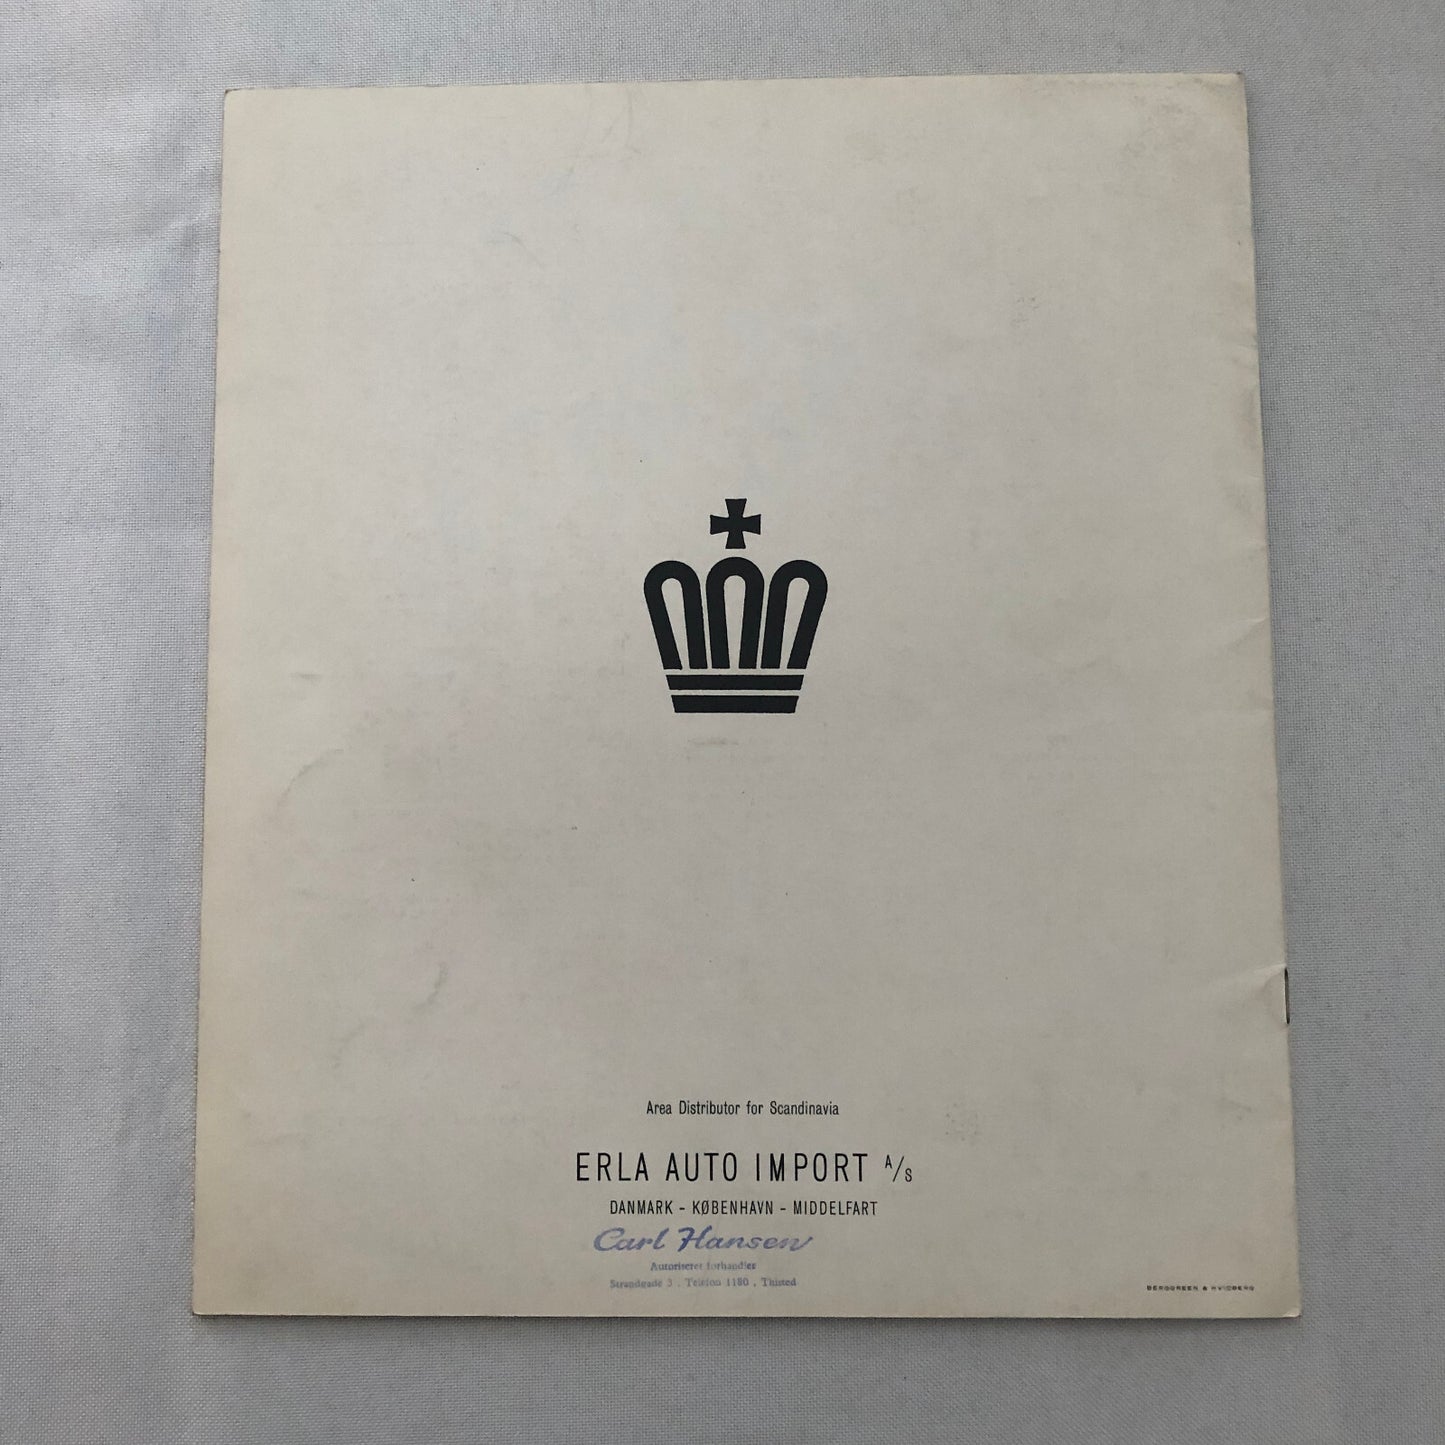 Area Distributor for Scandinavia
ERLA AUTO IMPORT A/S
DANMARK - KØBENHAVN - MIDDELFART
Carl Hansen
Autoriseret forhandler
Strandgade 3 . Telefon 1180 . Thisted
BERGGREEN & HVIDBERG